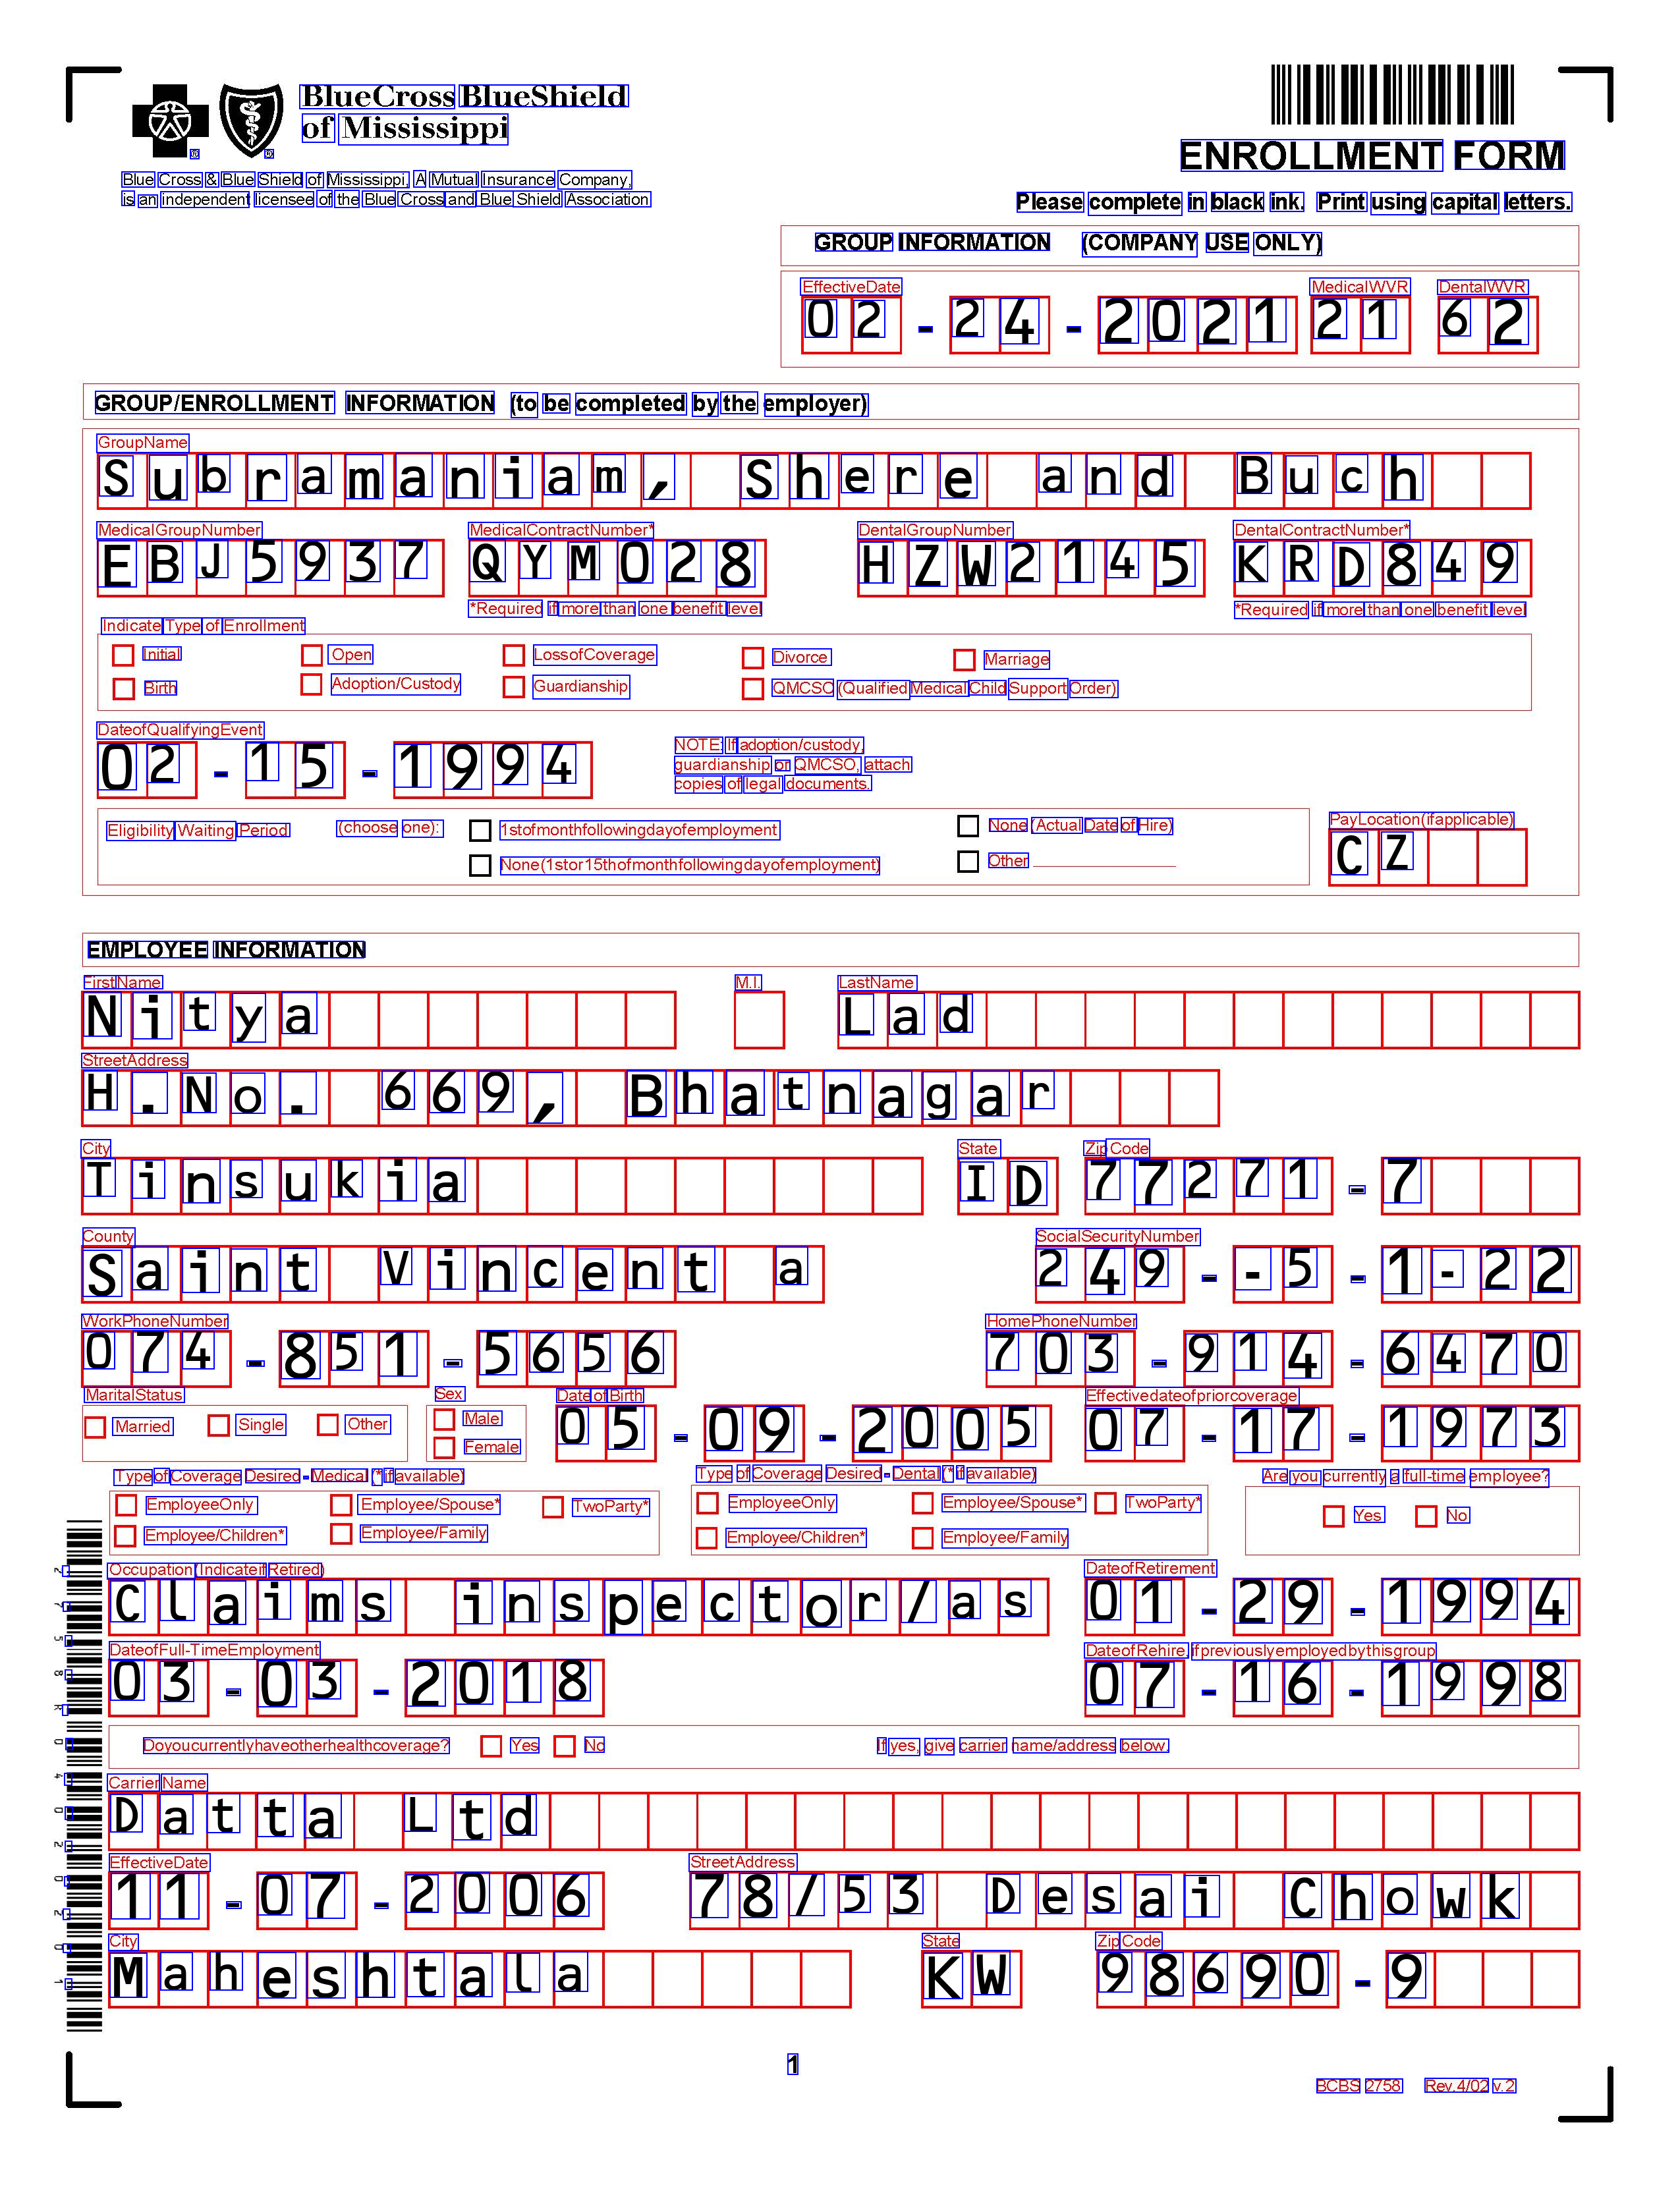 BlueCross BlueShield
of Mississippi
® ®
Blue Cross & Blue Shield of Mississippi, A Mutual Insurance Company,
is an independent licensee of the Blue Cross and Blue Shield Association
ENROLLMENT FORM
Please complete in black ink. Print using capital letters.
GROUP INFORMATION (COMPANY USE ONLY)
EffectiveDate MedicalWVR DentalWVR
02 - 24 - 2021 21 62
GROUP/ENROLLMENT INFORMATION (to be completed by the employer)
GroupName
Subramaniam, Shere and Buch
MedicalGroupNumber MedicalContractNumber* DentalGroupNumber DentalContractNumber*
EBJ5937 QYM028 HZW2145 KRD849
*Required if more than one benefit level *Required if more than one benefit level
Indicate Type of Enrollment
Initial Open LossofCoverage Divorce Marriage
Birth Adoption/Custody Guardianship QMCSO (Qualified Medical Child Support Order)
DateofQualifyingEvent
02 - 15 - 1994
NOTE: If adoption/custody,
guardianship or QMCSO, attach
copies of legal documents.
Eligibility Waiting Period (choose one): 1stofmonthfollowingdayofemployment None (Actual Date of Hire) PayLocation(ifapplicable)
None(1stor15thofmonthfollowingdayofemployment) Other CZ
EMPLOYEE INFORMATION
FirstName M.I. LastName
Nitya Lad
StreetAddress
H.No. 669, Bhatnagar
City State Zip Code
Tinsukia ID 77271 - 7
County SocialSecurityNumber
Saint Vincent a 249 - -5 - 1-22
WorkPhoneNumber HomePhoneNumber
074 - 851 - 5656 703 - 914 - 6470
MaritalStatus Sex Date of Birth Effectivedateofpriorcoverage
Married Single Other Male 05 - 09 - 2005 07 - 17 - 1973
Female
Type of Coverage Desired - Medical (* if available) Type of Coverage Desired - Dental (* if available) Are you currently a full-time employee?
EmployeeOnly Employee/Spouse* TwoParty* EmployeeOnly Employee/Spouse* TwoParty* Yes No
Employee/Children* Employee/Family Employee/Children* Employee/Family
Occupation (IndicateifRetired) DateofRetirement
Claims inspector/as 01 - 29 - 1994
DateofFull-TimeEmployment DateofRehire, ifpreviouslyemployedbythisgroup
03 - 03 - 2018 07 - 16 - 1998
Doyoucurrentlyhaveotherhealthcoverage? Yes No If yes, give carrier name/address below.
Carrier Name
Datta Ltd
EffectiveDate StreetAddress
11 - 07 - 2006 78/53 Desai Chowk
City State Zip Code
Maheshtala KW 98690 - 9
1
BCBS 2758 Rev.4/02 v.2